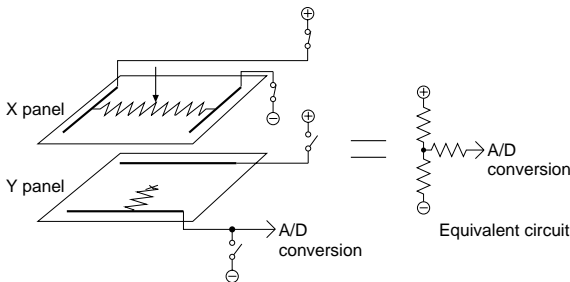 X panel
Y panel
A/D
conversion
A/D
conversion
Equivalent circuit